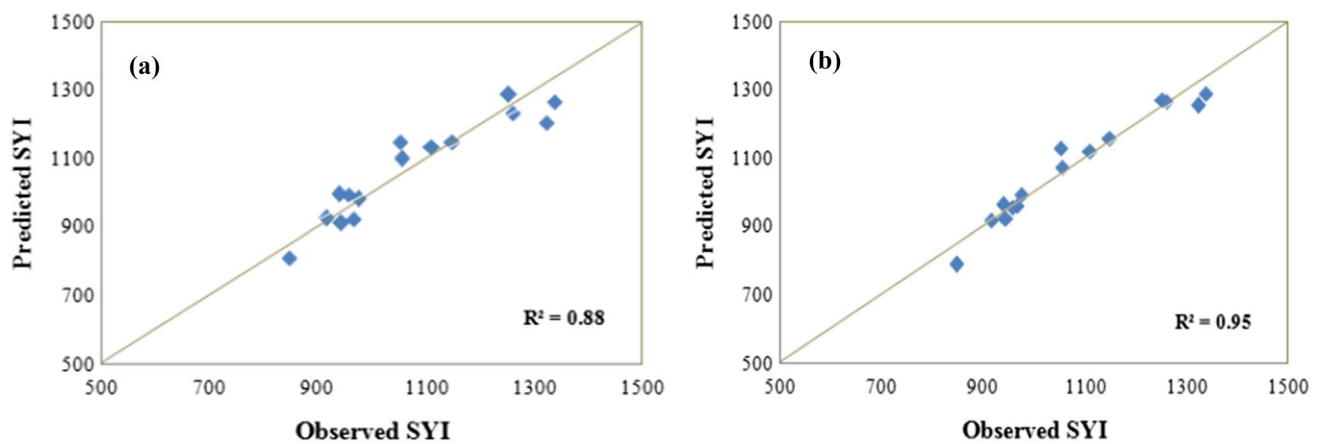 1500
1300
1100
900
700
500
Predicted SYI
(a)
R² = 0.88
500 700 900 1100 1300 1500
Observed SYI
1500
1300
1100
900
700
500
Predicted SYI
(b)
R² = 0.95
500 700 900 1100 1300 1500
Observed SYI